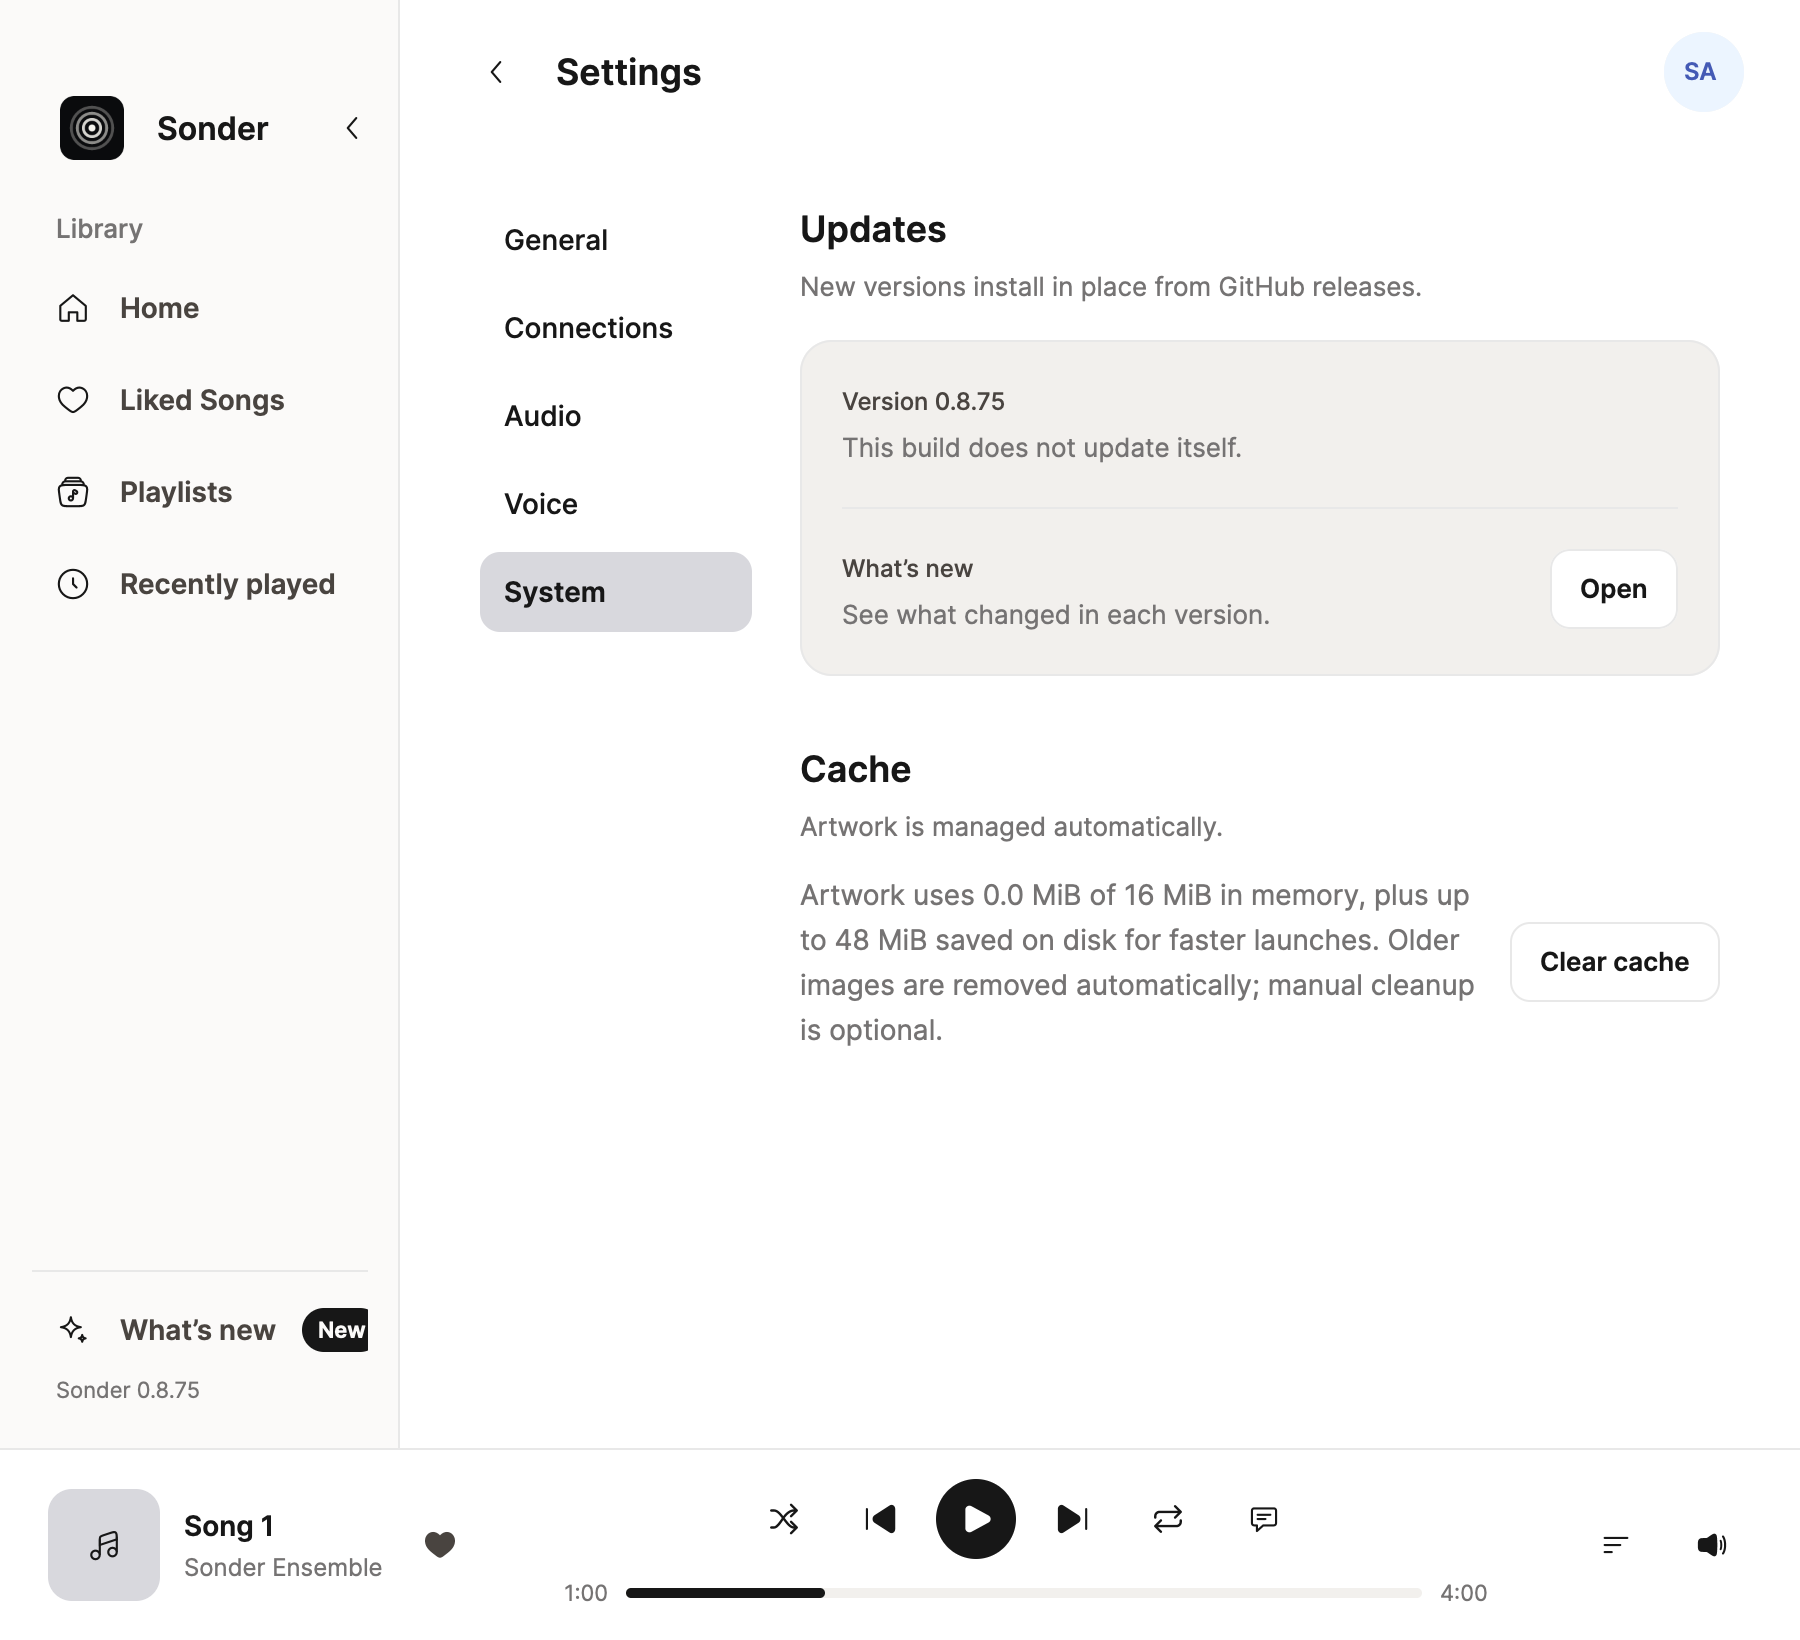 Sonder
Library
Home
Liked Songs
Playlists
Recently played
What’s new
New
Sonder 0.8.75
Settings
SA
General
Connections
Audio
Voice
System
Updates
New versions install in place from GitHub releases.
Version 0.8.75
This build does not update itself.
What’s new
See what changed in each version.
Open
Cache
Artwork is managed automatically.
Artwork uses 0.0 MiB of 16 MiB in memory, plus up
to 48 MiB saved on disk for faster launches. Older
images are removed automatically; manual cleanup
is optional.
Clear cache
Song 1
Sonder Ensemble
1:00
4:00